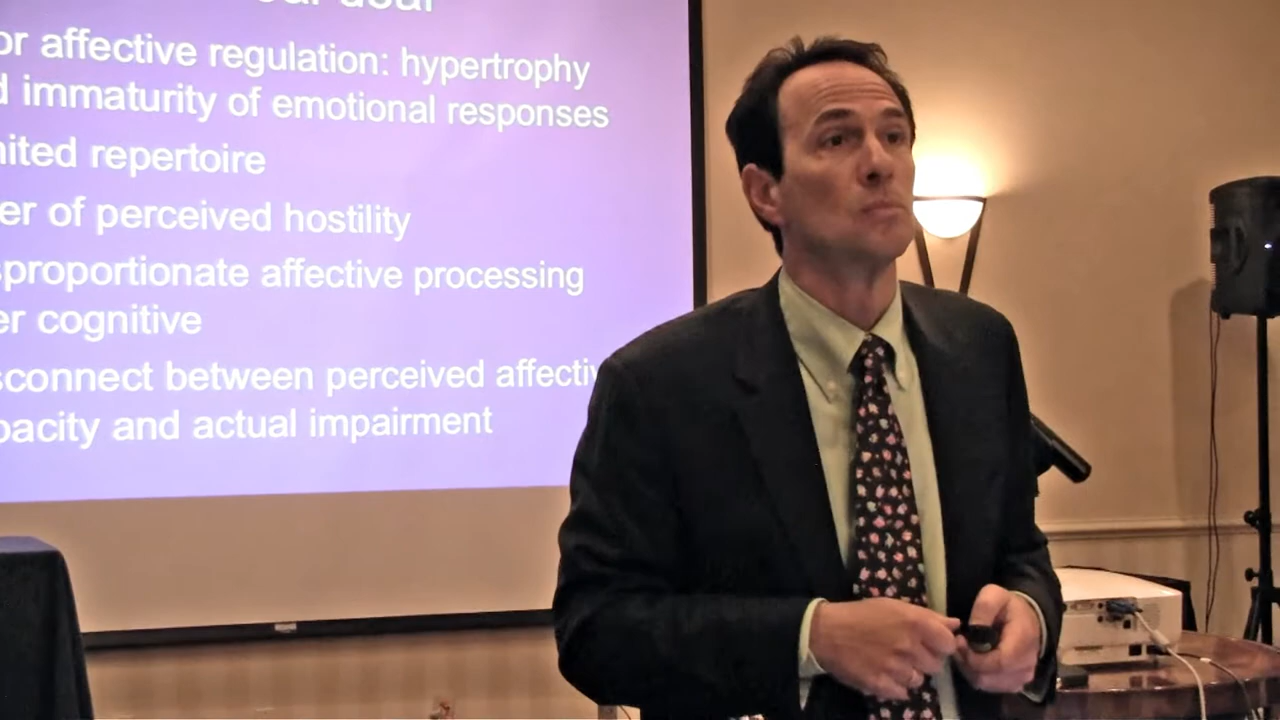 or affective regulation: hypertrophy
d immaturity of emotional responses
nited repertoire
er of perceived hostility
sproportionate affective processing
er cognitive
sconnect between perceived affectiv
pacity and actual impairment